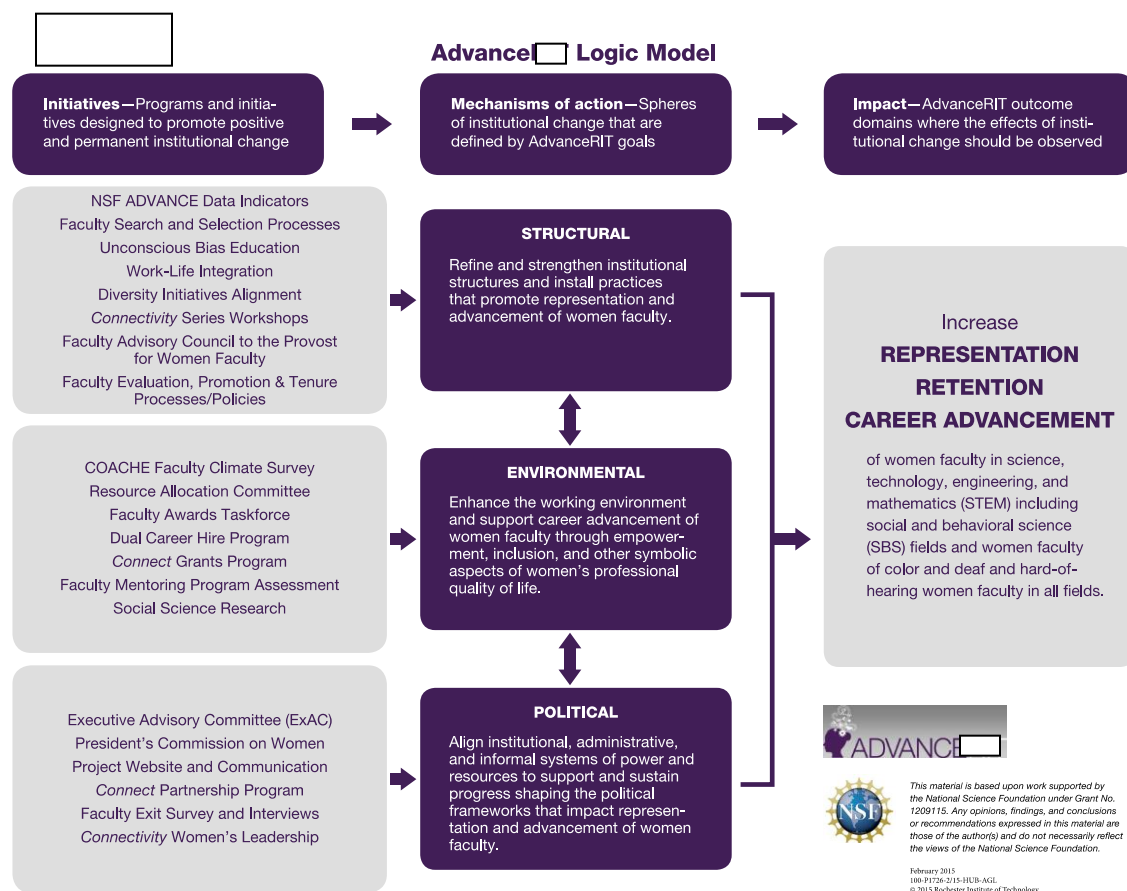 Advance Logic Model
Initiatives—Programs and initia-
tives designed to promote positive
and permanent institutional change
Mechanisms of action—Spheres
of institutional change that are
defined by AdvanceRIT goals
Impact—AdvanceRIT outcome
domains where the effects of insti-
tutional change should be observed
NSF ADVANCE Data Indicators
Faculty Search and Selection Processes
Unconscious Bias Education
Work-Life Integration
Diversity Initiatives Alignment
Connectivity Series Workshops
Faculty Advisory Council to the Provost
for Women Faculty
Faculty Evaluation, Promotion & Tenure
Processes/Policies
STRUCTURAL
Refine and strengthen institutional
structures and install practices
that promote representation and
advancement of women faculty.
COACHE Faculty Climate Survey
Resource Allocation Committee
Faculty Awards Taskforce
Dual Career Hire Program
Connect Grants Program
Faculty Mentoring Program Assessment
Social Science Research
ENVIRONMENTAL
Enhance the working environment
and support career advancement of
women faculty through empower-
ment, inclusion, and other symbolic
aspects of women's professional
quality of life.
Executive Advisory Committee (ExAC)
President's Commission on Women
Project Website and Communication
Connect Partnership Program
Faculty Exit Survey and Interviews
Connectivity Women's Leadership
POLITICAL
Align institutional, administrative,
and informal systems of power and
resources to support and sustain
progress shaping the political
frameworks that impact represen-
tation and advancement of women
faculty.
Increase
REPRESENTATION
RETENTION
CAREER ADVANCEMENT
of women faculty in science,
technology, engineering, and
mathematics (STEM) including
social and behavioral science
(SBS) fields and women faculty
of color and deaf and hard-of-
hearing women faculty in all fields.
ADVANCE
NSF
This material is based upon work supported by
the National Science Foundation under Grant No.
1209115. Any opinions, findings, and conclusions
or recommendations expressed in this material are
those of the author(s) and do not necessarily reflect
the views of the National Science Foundation.
February 2015
100-P1726-2/15-HUB-AGL
© 2015 Rochester Institute of Technology